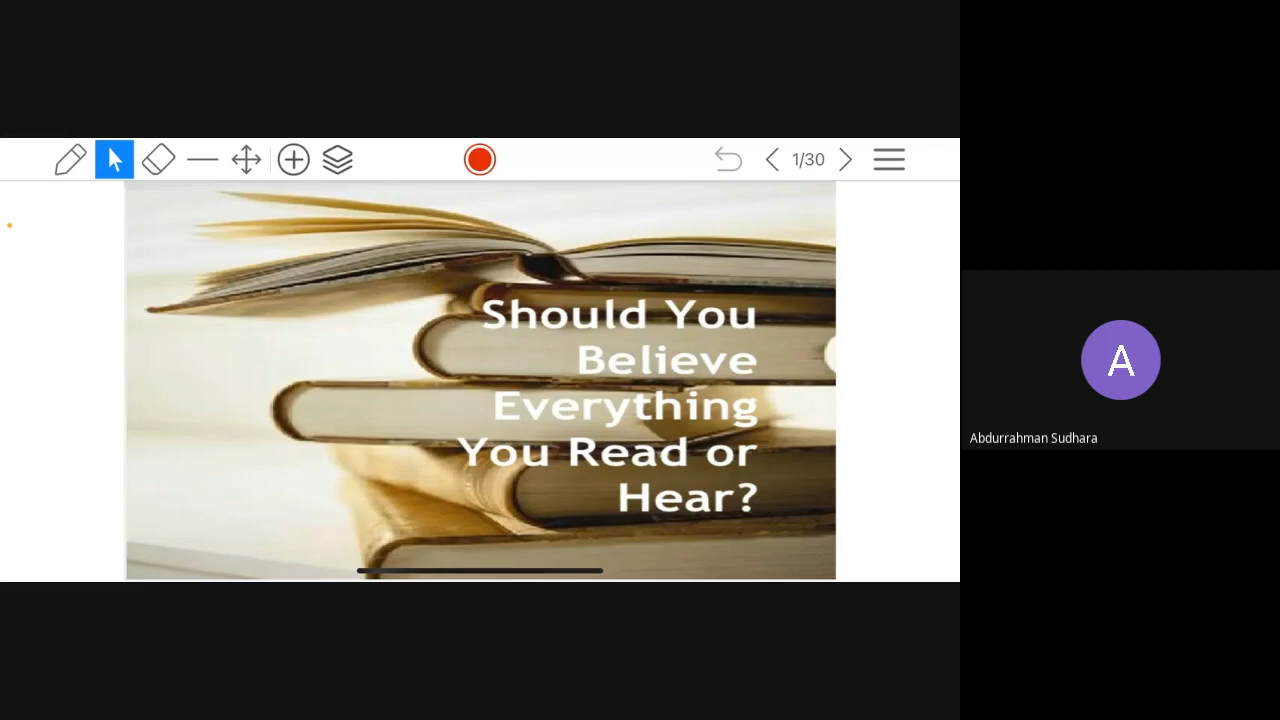 1/30
Should You
Believe
Everything
You Read or
Hear?
A
Abdurrahman Sudhara